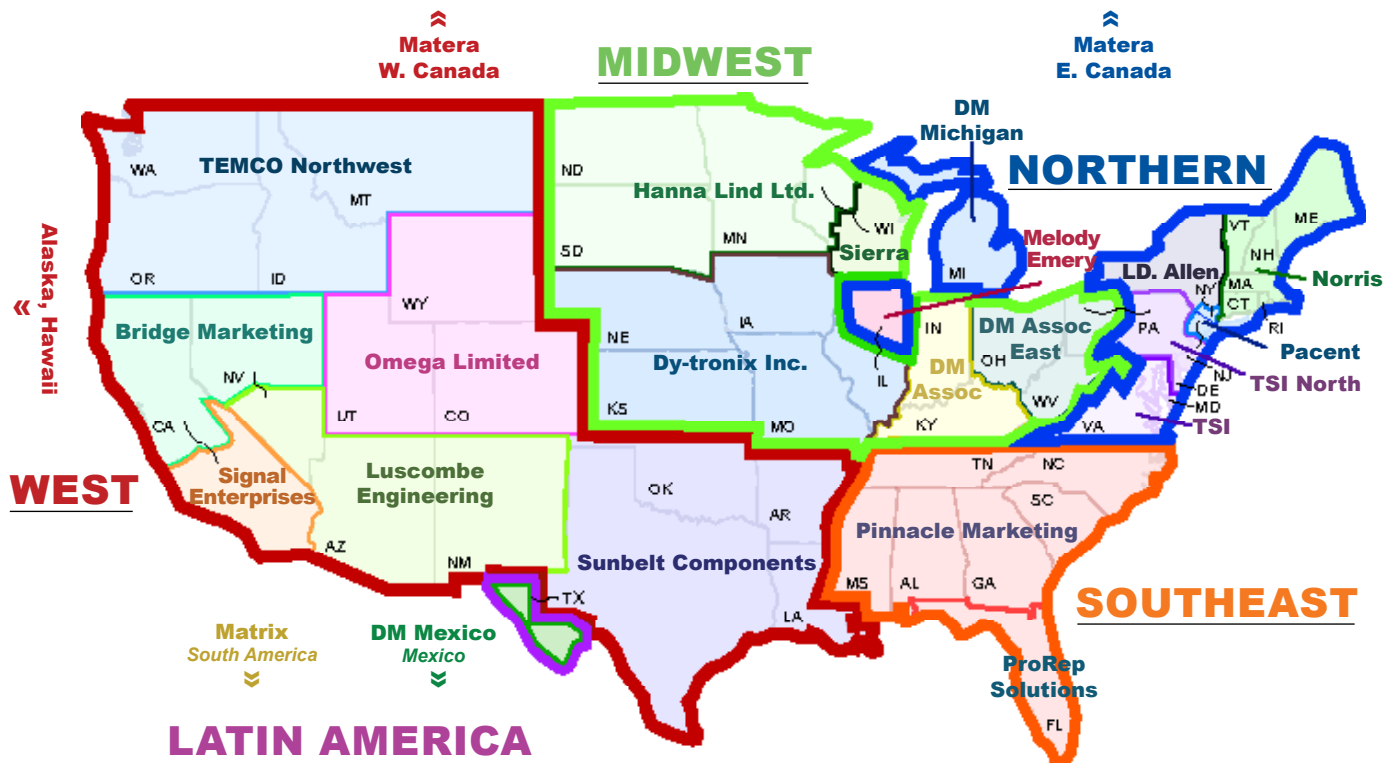 Matera
W. Canada
MIDWEST
Matera
E. Canada
DM
Michigan
NORTHERN
TEMCO Northwest
WA
MT
OR
ID
ND
Hanna Lind Ltd.
SD
MN
WI
Sierra
MI
Melody
Emery
VT
ME
NH
LD. Allen
NY
MA
CT
RI
Norris
Alaska, Hawaii
Bridge Marketing
NV
CA
WY
Omega Limited
UT
CO
NE
IA
Dy-tronix Inc.
KS
MO
IL
IN
DM
Assoc
KY
DM Assoc
East
OH
WV
PA
Pacent
NJ
TSI North
DE
MD
TSI
VA
WEST
Signal
Enterprises
Luscombe
Engineering
AZ
NM
OK
AR
Sunbelt Components
TX
LA
TN
NC
SC
Pinnacle Marketing
MS
AL
GA
SOUTHEAST
ProRep
Solutions
FL
Matrix
South America
DM Mexico
Mexico
LATIN AMERICA